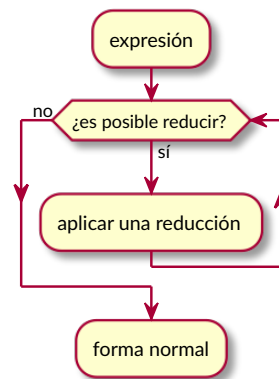 expresión
no
¿es posible reducir?
sí
aplicar una reducción
forma normal